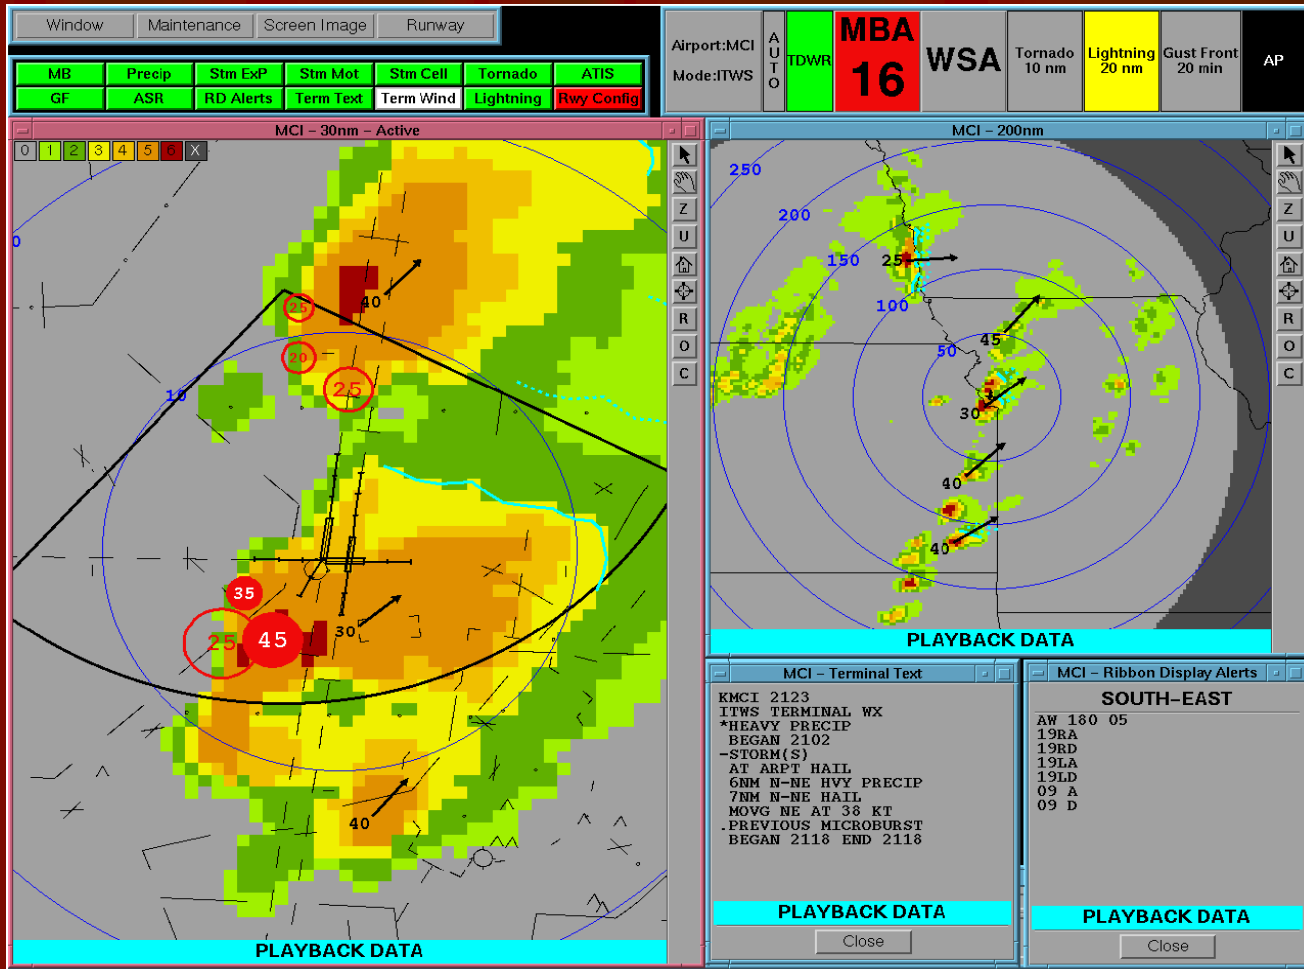 Window Maintenance Screen Image Runway
MB Precip Stm ExP Stm Mot Stm Cell Tornado ATIS
GF ASR RD Alerts Term Text Term Wind Lightning Rwy Config
Airport:MCI
Mode:ITWS
AUTO
TDWR
MBA
16
WSA
Tornado
10 nm
Lightning
20 nm
Gust Front
20 min
AP
MCI – 30nm – Active
0 1 2 3 4 5 6 X
0
40
25
20
25
10
35
25
45
30
40
PLAYBACK DATA
Z
U
R
O
C
MCI – 200nm
250
200
150
25
100
45
50
30
40
40
PLAYBACK DATA
Z
U
R
O
C
MCI – Terminal Text
KMCI 2123
ITWS TERMINAL WX
*HEAVY PRECIP
BEGAN 2102
-STORM(S)
AT ARPT HAIL
6NM N-NE HVY PRECIP
7NM N-NE HAIL
MOVG NE AT 38 KT
.PREVIOUS MICROBURST
BEGAN 2118 END 2118
PLAYBACK DATA
Close
MCI – Ribbon Display Alerts
SOUTH-EAST
AW 180 05
19RA
19RD
19LA
19LD
09 A
09 D
PLAYBACK DATA
Close